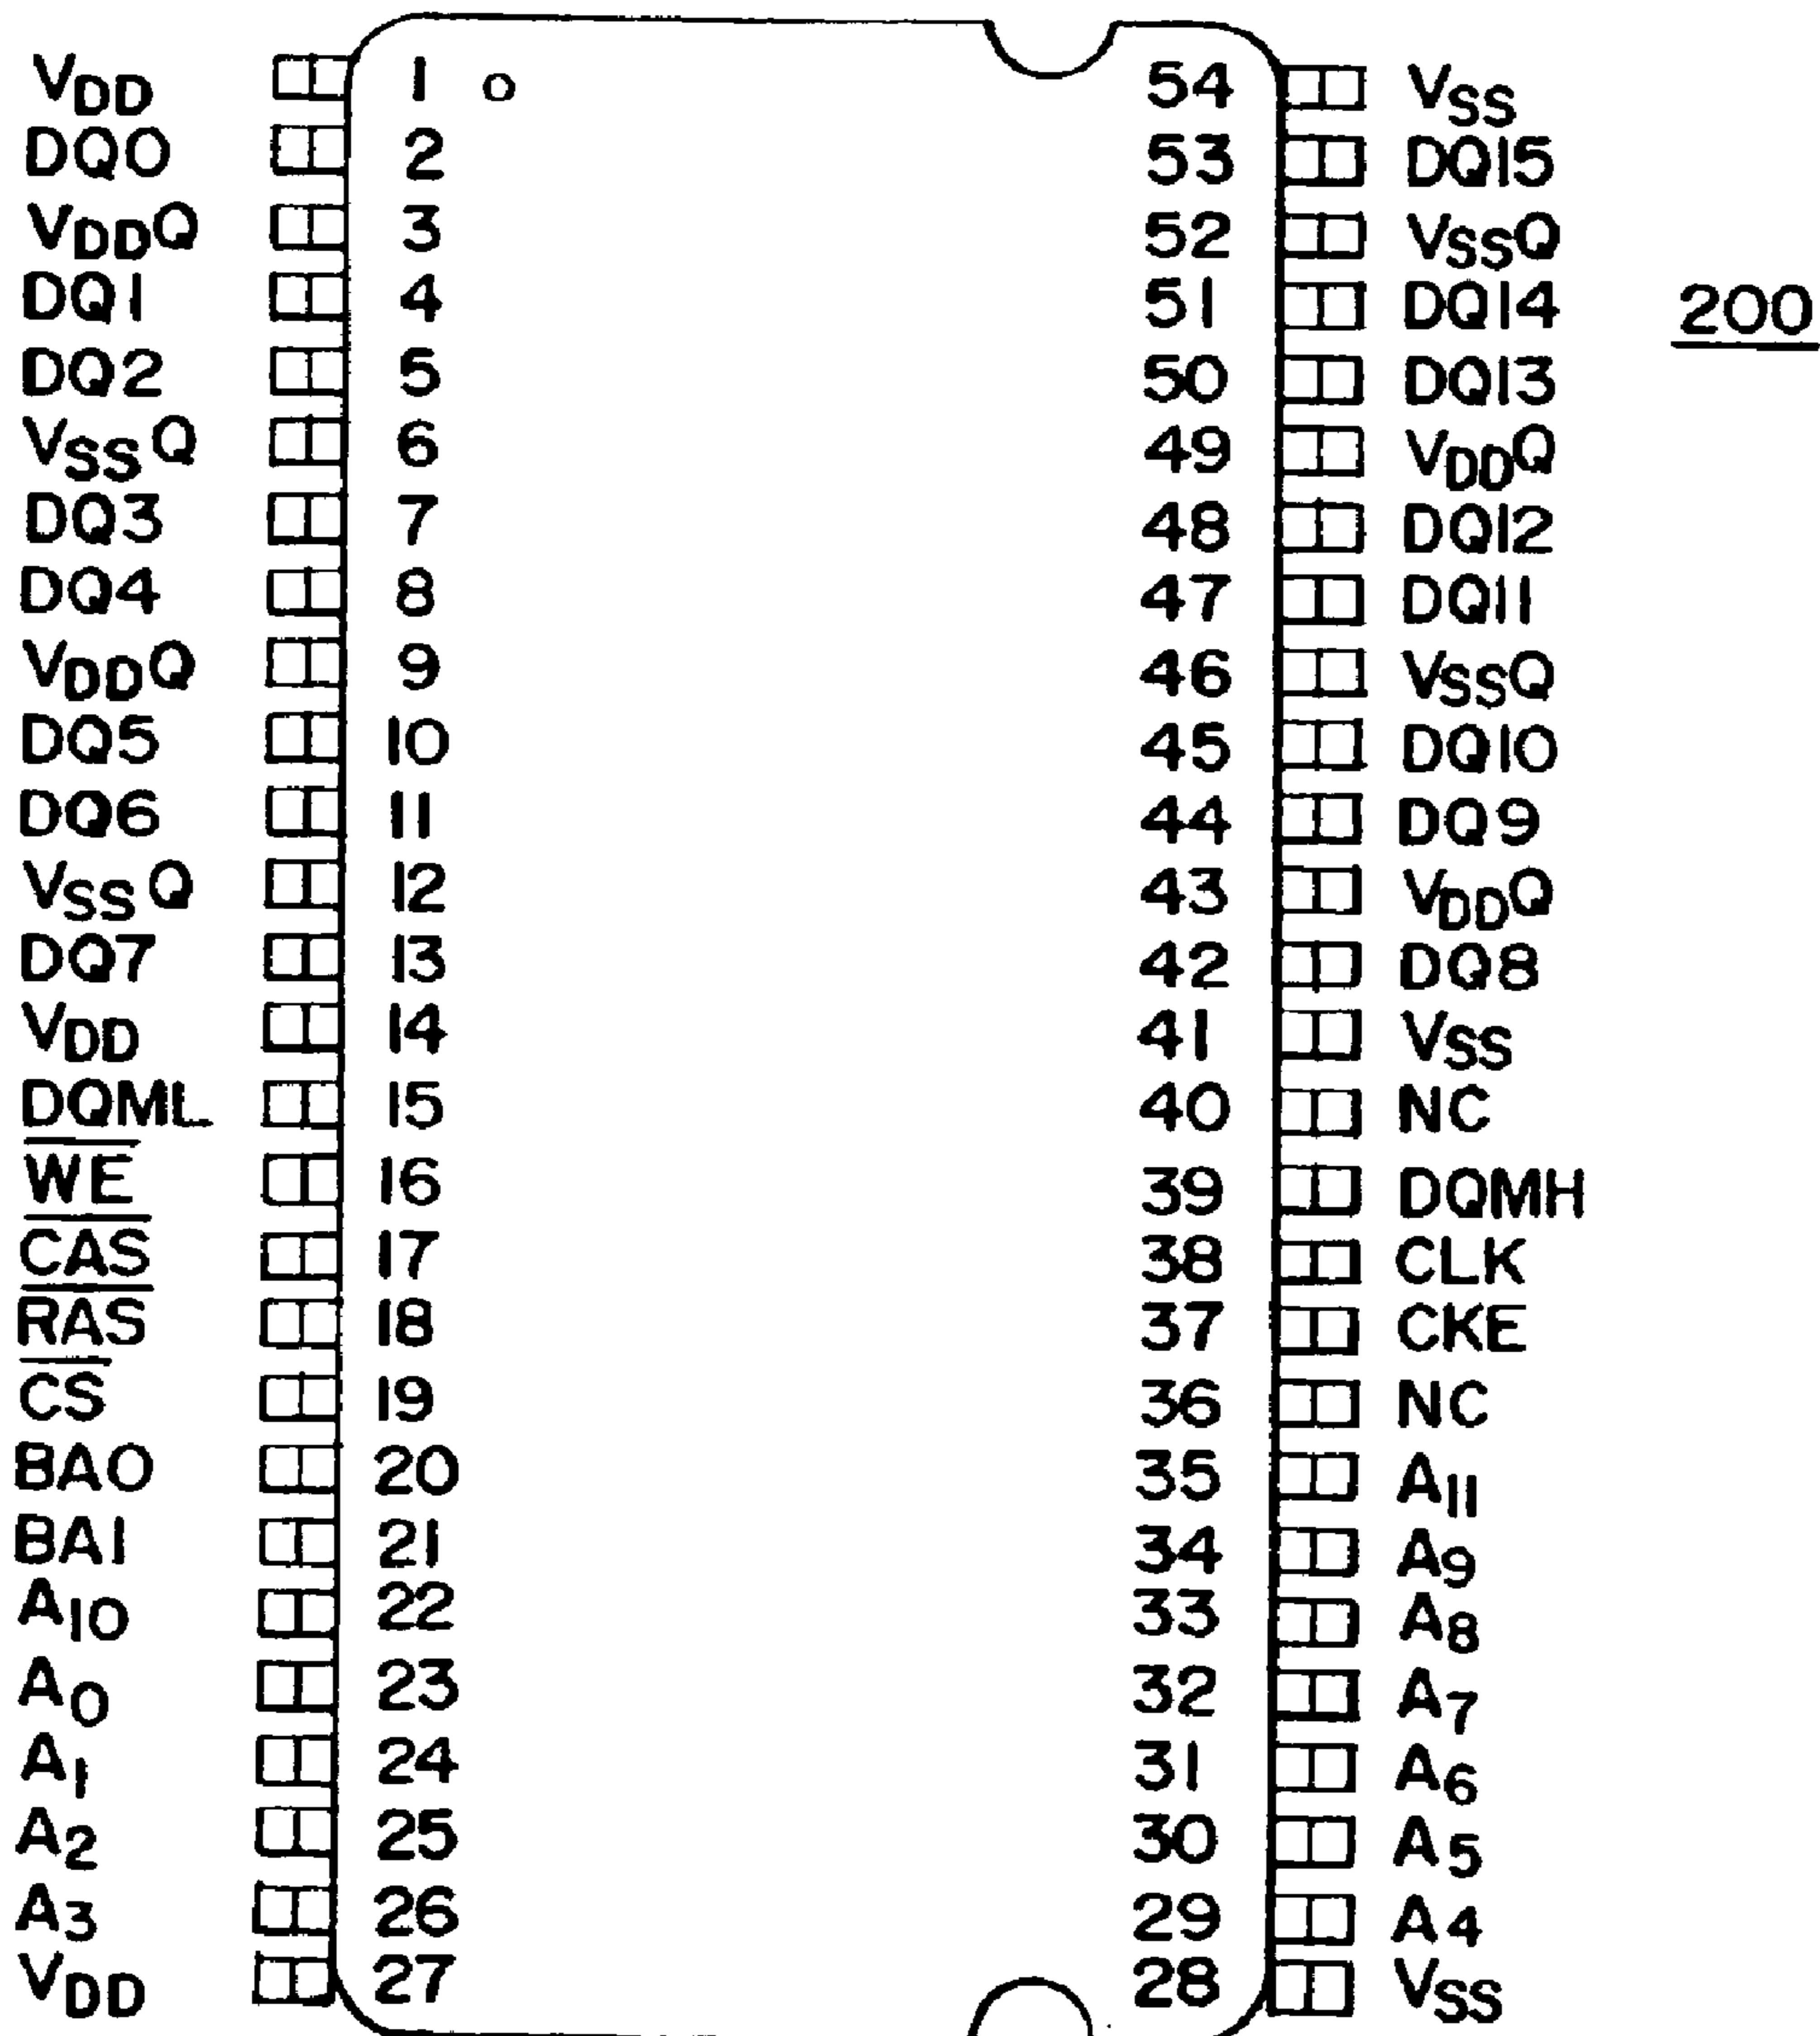 VDD 1 54 VSS
DQ0 2 53 DQ15
VDDQ 3 52 VSSQ
DQ1 4 51 DQ14 200
DQ2 5 50 DQ13
VSSQ 6 49 VDDQ
DQ3 7 48 DQ12
DQ4 8 47 DQ11
VDDQ 9 46 VSSQ
DQ5 10 45 DQ10
DQ6 11 44 DQ9
VSSQ 12 43 VDDQ
DQ7 13 42 DQ8
VDD 14 41 VSS
DQML 15 40 NC
WE 16 39 DQMH
CAS 17 38 CLK
RAS 18 37 CKE
CS 19 36 NC
BA0 20 35 A11
BA1 21 34 A9
A10 22 33 A8
A0 23 32 A7
A1 24 31 A6
A2 25 30 A5
A3 26 29 A4
VDD 27 28 VSS